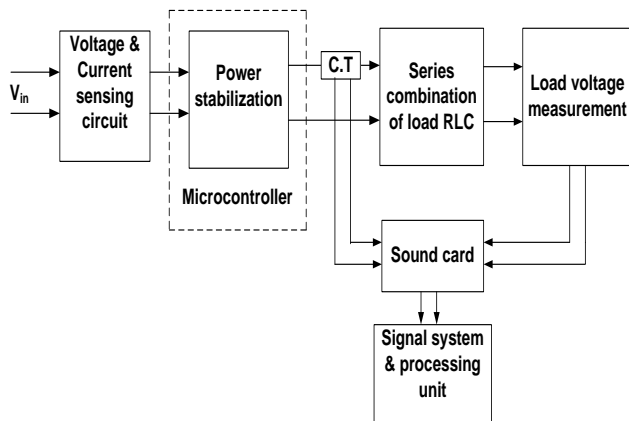 Voltage &
Current
sensing
circuit
Vin
Power
stabilization
Microcontroller
C.T
Series
combination
of load RLC
Load voltage
measurement
Sound card
Signal system
& processing
unit